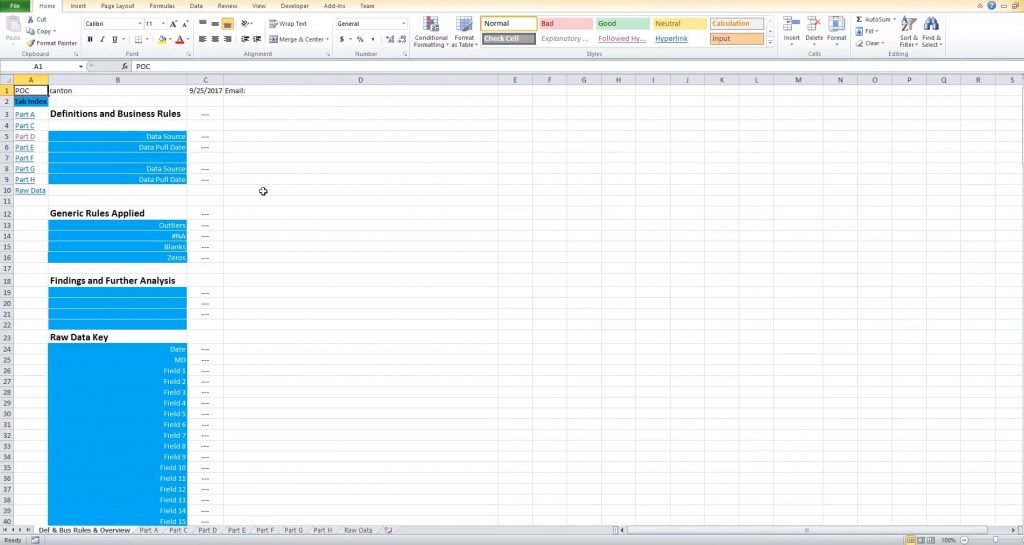 File Home Insert Page Layout Formulas Data Review View Developer Acrobat Team
Cut
Copy
Format Painter
Paste
Clipboard
Calibri 11
B I U
Font
Wrap Text
Merge & Center
Alignment
General
$ % ,
Number
Conditional Formatting
Format as Table
Normal Bad Good Neutral Calculation
Check Cell Explanatory ... Followed Hy... Hyperlink Input
Styles
Insert Delete Format
Cells
AutoSum
Fill
Clear
Sort & Filter
Find & Select
Editing
A1 fx POC
A B C D E F G H I J K L M N O P Q R S
1 POC canton 9/25/2017 Email:
2 Tab Index
3 Part A Definitions and Business Rules ---
4 Part C
5 Part D Data Source ---
6 Part E Data Pull Date ---
7 Part F
8 Part G Data Source ---
9 Part H Data Pull Date ---
10 Raw Data
11
12 Generic Rules Applied ---
13 Outliers ---
14 #NA ---
15 Blanks ---
16 Zeros ---
17
18 Findings and Further Analysis ---
19 ---
20 ---
21 ---
22
23 Raw Data Key
24 Date ---
25 MD ---
26 Field 1 ---
27 Field 2 ---
28 Field 3 ---
29 Field 4 ---
30 Field 5 ---
31 Field 6 ---
32 Field 7 ---
33 Field 8 ---
34 Field 9 ---
35 Field 10 ---
36 Field 11 ---
37 Field 12 ---
38 Field 13 ---
39 Field 14 ---
40 Field 15 ---
Def & Bus Rules & Overview Part A Part C Part D Part E Part F Part G Part H Raw Data
Ready 100%